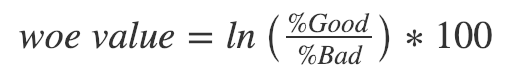 woe value = ln (%Good / %Bad) * 100